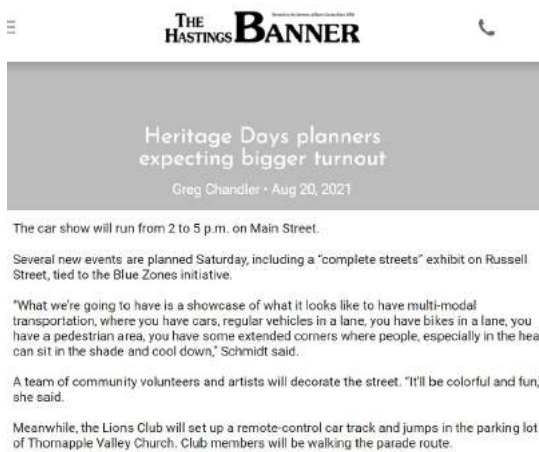 THE
HASTINGS BANNER
Heritage Days planners
expecting bigger turnout
Greg Chandler • Aug 20, 2021
The car show will run from 2 to 5 p.m. on Main Street.
Several new events are planned Saturday, including a "complete streets" exhibit on Russell
Street, tied to the Blue Zones initiative.
"What we're going to have is a showcase of what it looks like to have multi-modal
transportation, where you have cars, regular vehicles in a lane, you have bikes in a lane, you
have a pedestrian area, you have some extended corners where people, especially in the hea
can sit in the shade and cool down," Schmidt said.
A team of community volunteers and artists will decorate the street. "It'll be colorful and fun,
she said.
Meanwhile, the Lions Club will set up a remote-control car track and jumps in the parking lot
of Thornapple Valley Church. Club members will be walking the parade route.